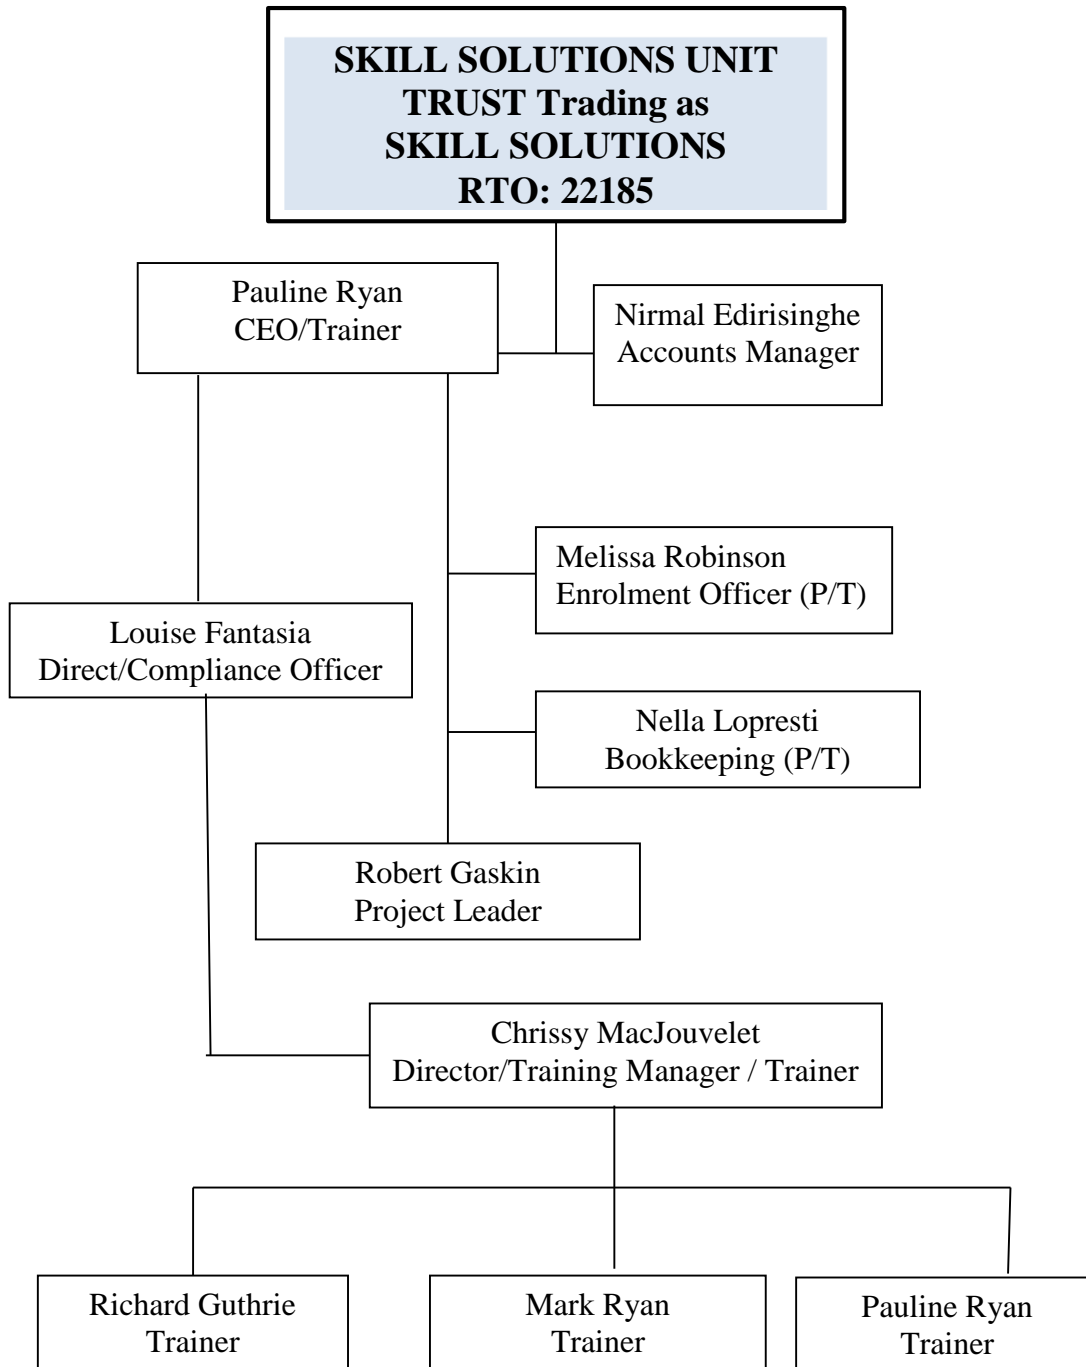 SKILL SOLUTIONS UNIT
TRUST Trading as
SKILL SOLUTIONS
RTO: 22185
Pauline Ryan
CEO/Trainer
Nirmal Edirisinghe
Accounts Manager
Melissa Robinson
Enrolment Officer (P/T)
Louise Fantasia
Direct/Compliance Officer
Nella Lopresti
Bookkeeping (P/T)
Robert Gaskin
Project Leader
Chrissy MacJouvelet
Director/Training Manager / Trainer
Richard Guthrie
Trainer
Mark Ryan
Trainer
Pauline Ryan
Trainer